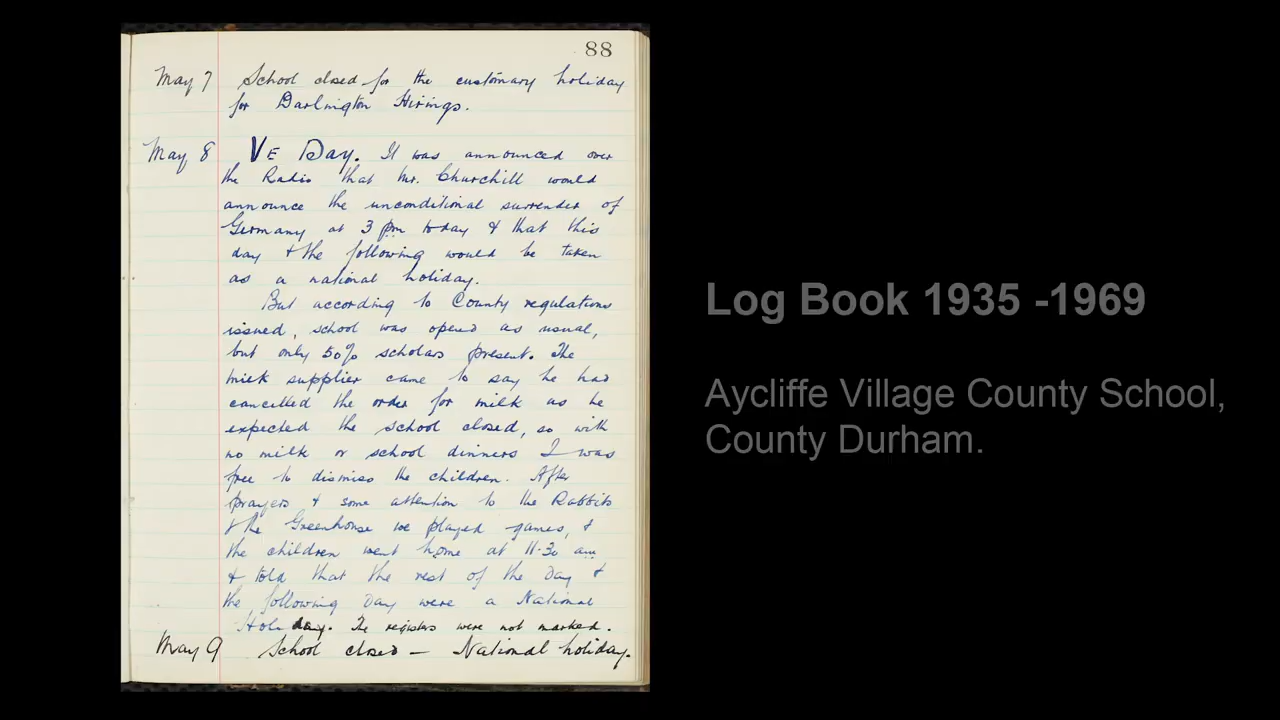 88
May 7 School closed for the customary holiday
for Darlington Hirings.
May 8 VE Day. It was announced over
the Radio that Mr. Churchill would
announce the unconditional surrender of
Germany at 3 pm today & that this
day & the following would be taken
as a national holiday.
But according to County regulations
issued, school was opened as usual,
but only 50% scholars present. The
milk supplier came to say he had
cancelled the order for milk as he
expected the school closed, so with
no milk or school dinners I was
free to dismiss the children. After
prayers & some attention to the Rabbits
& the Greenhouse we played games, &
the children went home at 11.30 am
& told that the rest of the Day &
the following Day were a National
Holiday. The registers were not marked.
May 9 School closed — National holiday.
Log Book 1935 -1969
Aycliffe Village County School,
County Durham.